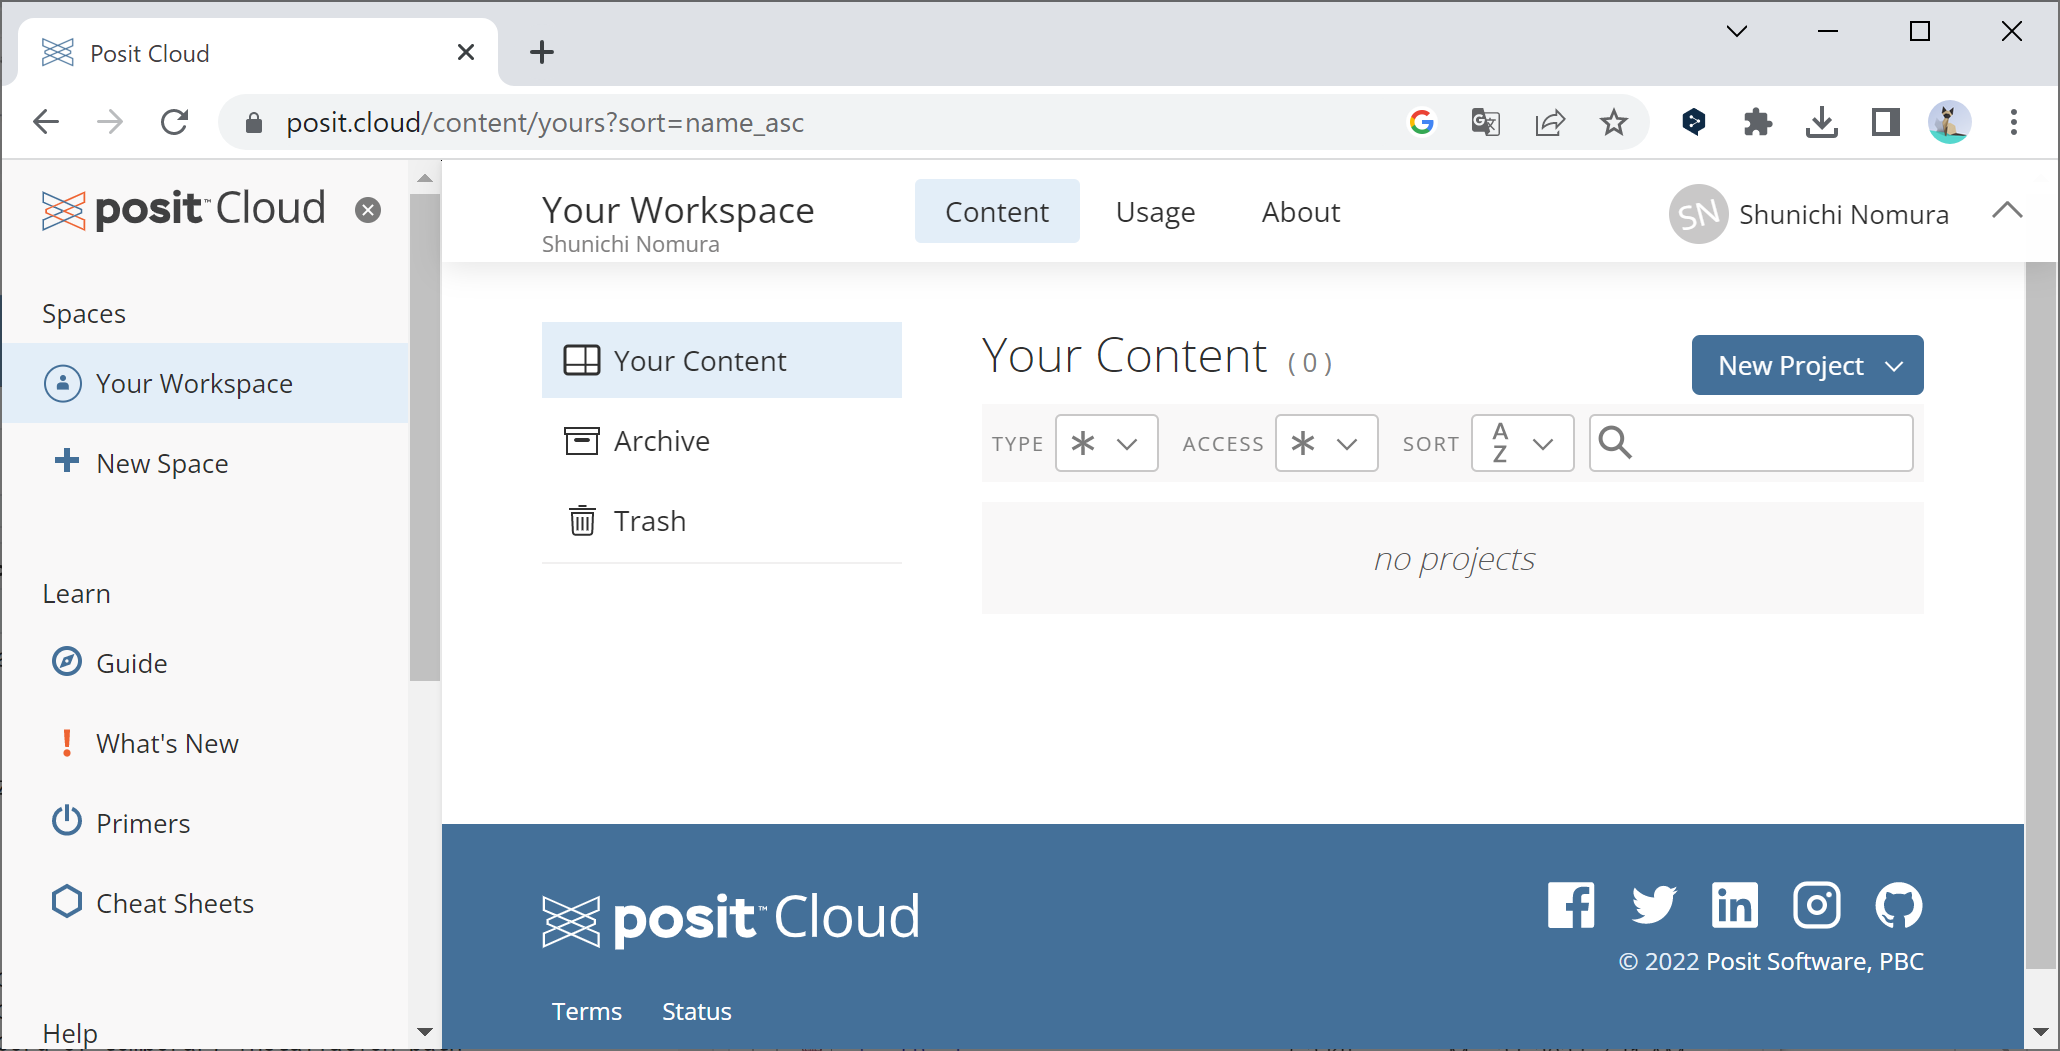 Posit Cloud
posit.cloud/content/yours?sort=name_asc
posit™ Cloud
Spaces
Your Workspace
New Space
Learn
Guide
What's New
Primers
Cheat Sheets
Help
Your Workspace
Shunichi Nomura
Content
Usage
About
SN
Shunichi Nomura
Your Content
Archive
Trash
Your Content (0)
New Project
TYPE * ACCESS * SORT A Z
no projects
posit™ Cloud
© 2022 Posit Software, PBC
Terms Status